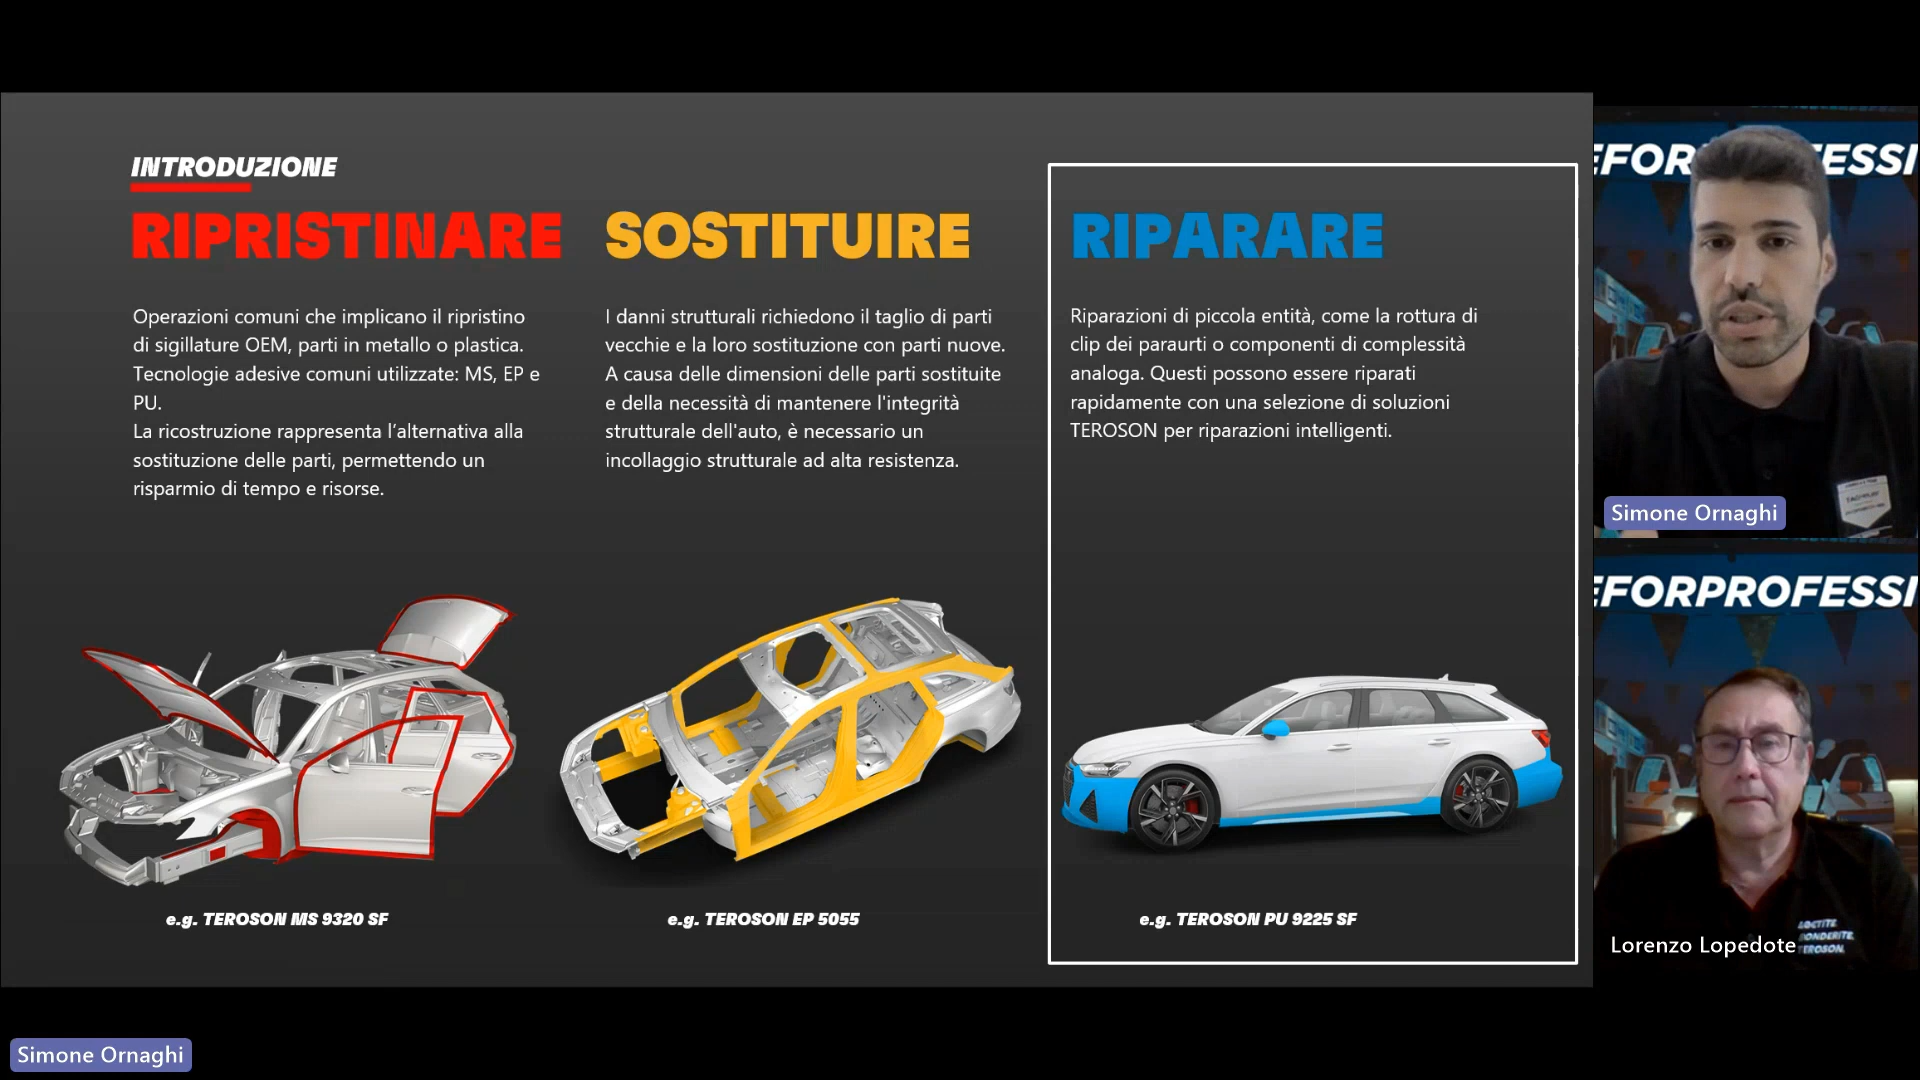 INTRODUZIONE
RIPRISTINARE
Operazioni comuni che implicano il ripristino
di sigillature OEM, parti in metallo o plastica.
Tecnologie adesive comuni utilizzate: MS, EP e
PU.
La ricostruzione rappresenta l'alternativa alla
sostituzione delle parti, permettendo un
risparmio di tempo e risorse.
e.g. TEROSON MS 9320 SF
SOSTITUIRE
I danni strutturali richiedono il taglio di parti
vecchie e la loro sostituzione con parti nuove.
A causa delle dimensioni delle parti sostituite
e della necessità di mantenere l'integrità
strutturale dell'auto, è necessario un
incollaggio strutturale ad alta resistenza.
e.g. TEROSON EP 5055
RIPARARE
Riparazioni di piccola entità, come la rottura di
clip dei paraurti o componenti di complessità
analoga. Questi possono essere riparati
rapidamente con una selezione di soluzioni
TEROSON per riparazioni intelligenti.
e.g. TEROSON PU 9225 SF
EFOR ESSI
Simone Ornaghi
EFORPROFESSI
LOCTITE
BONDERITE
TEROSON
Lorenzo Lopedote
Simone Ornaghi